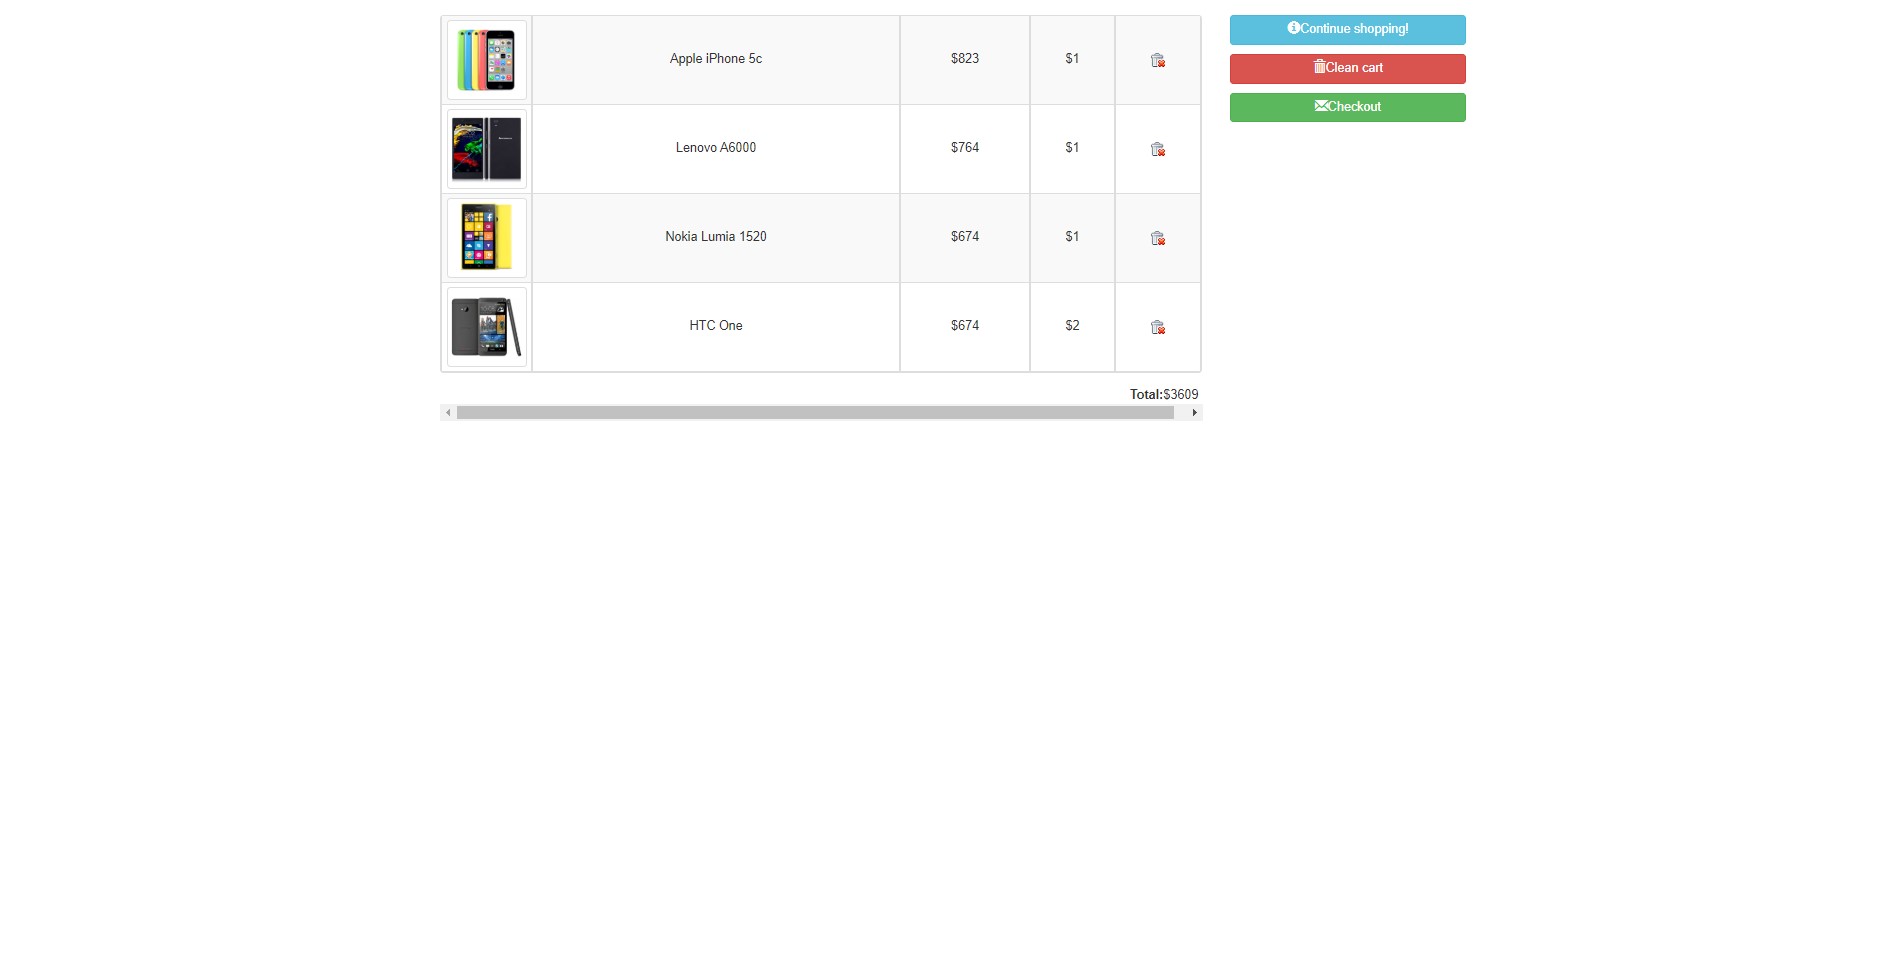 Apple iPhone 5c $823 $1
Lenovo A6000 $764 $1
Nokia Lumia 1520 $674 $1
HTC One $674 $2
Total:$3609
Continue shopping!
Clean cart
Checkout